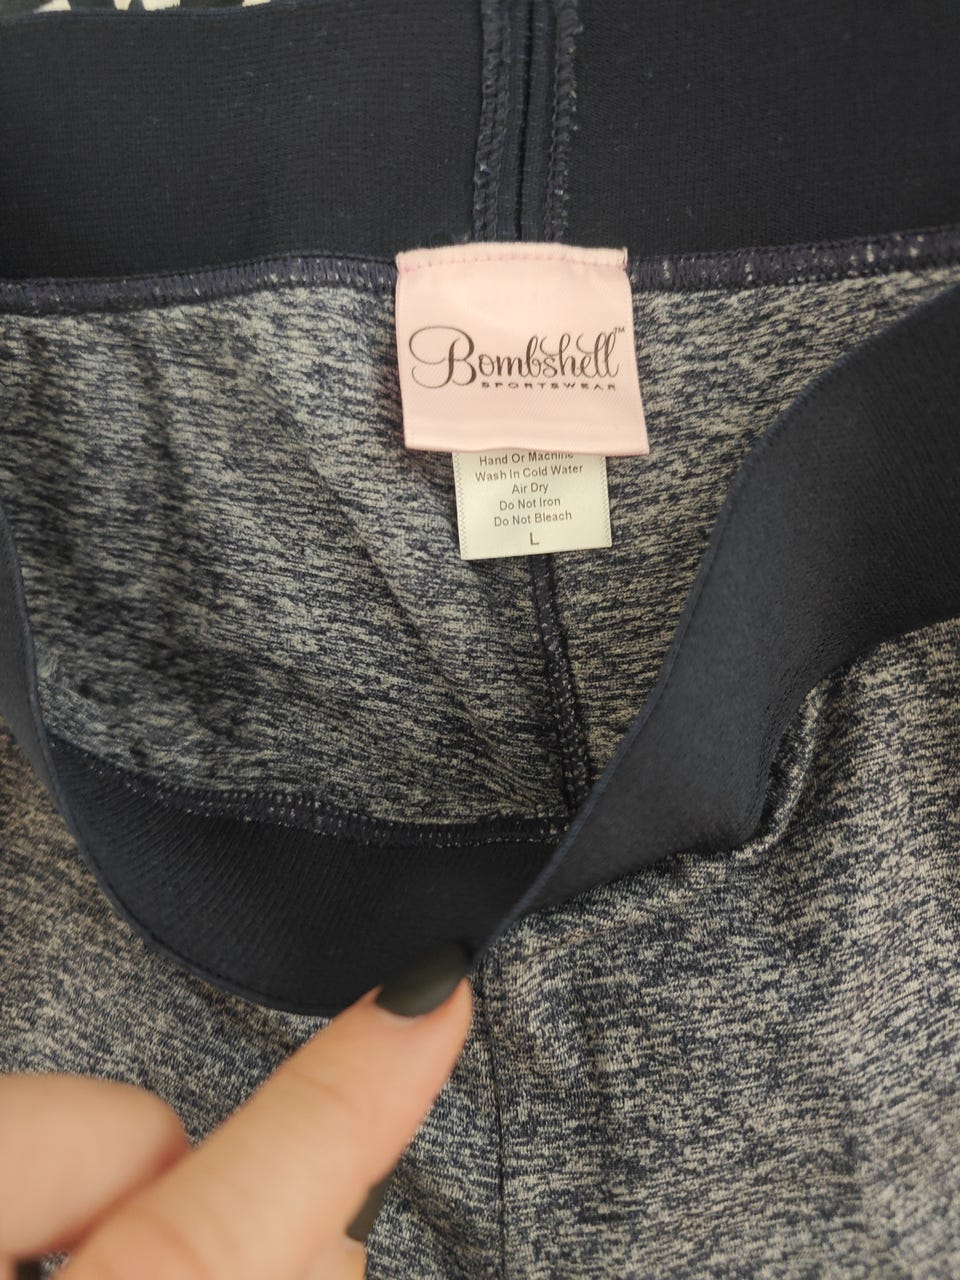 Bombshell™
SPORTSWEAR
Hand Or Machine
Wash In Cold Water
Air Dry
Do Not Iron
Do Not Bleach
L